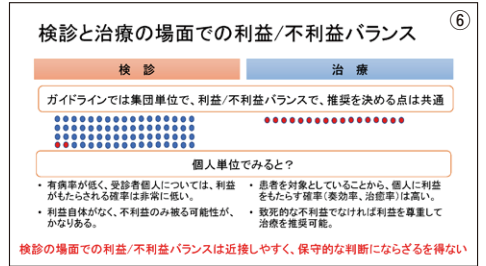 ⑥
検診と治療の場面での利益/不利益バランス
検 診
治 療
ガイドラインでは集団単位で、利益/不利益バランスで、推奨を決める点は共通
個人単位でみると？
• 有病率が低く、受診者個人については、利益
がもたらされる確率は非常に低い。
• 利益自体がなく、不利益のみ被る可能性が、
かなりある。
• 患者を対象としていることから、個人に利益
をもたらす確率（奏効率、治癒率）は高い。
• 致死的な不利益でなければ利益を尊重して
治療を推奨可能。
検診の場面での利益/不利益バランスは近接しやすく、保守的な判断にならざるを得ない